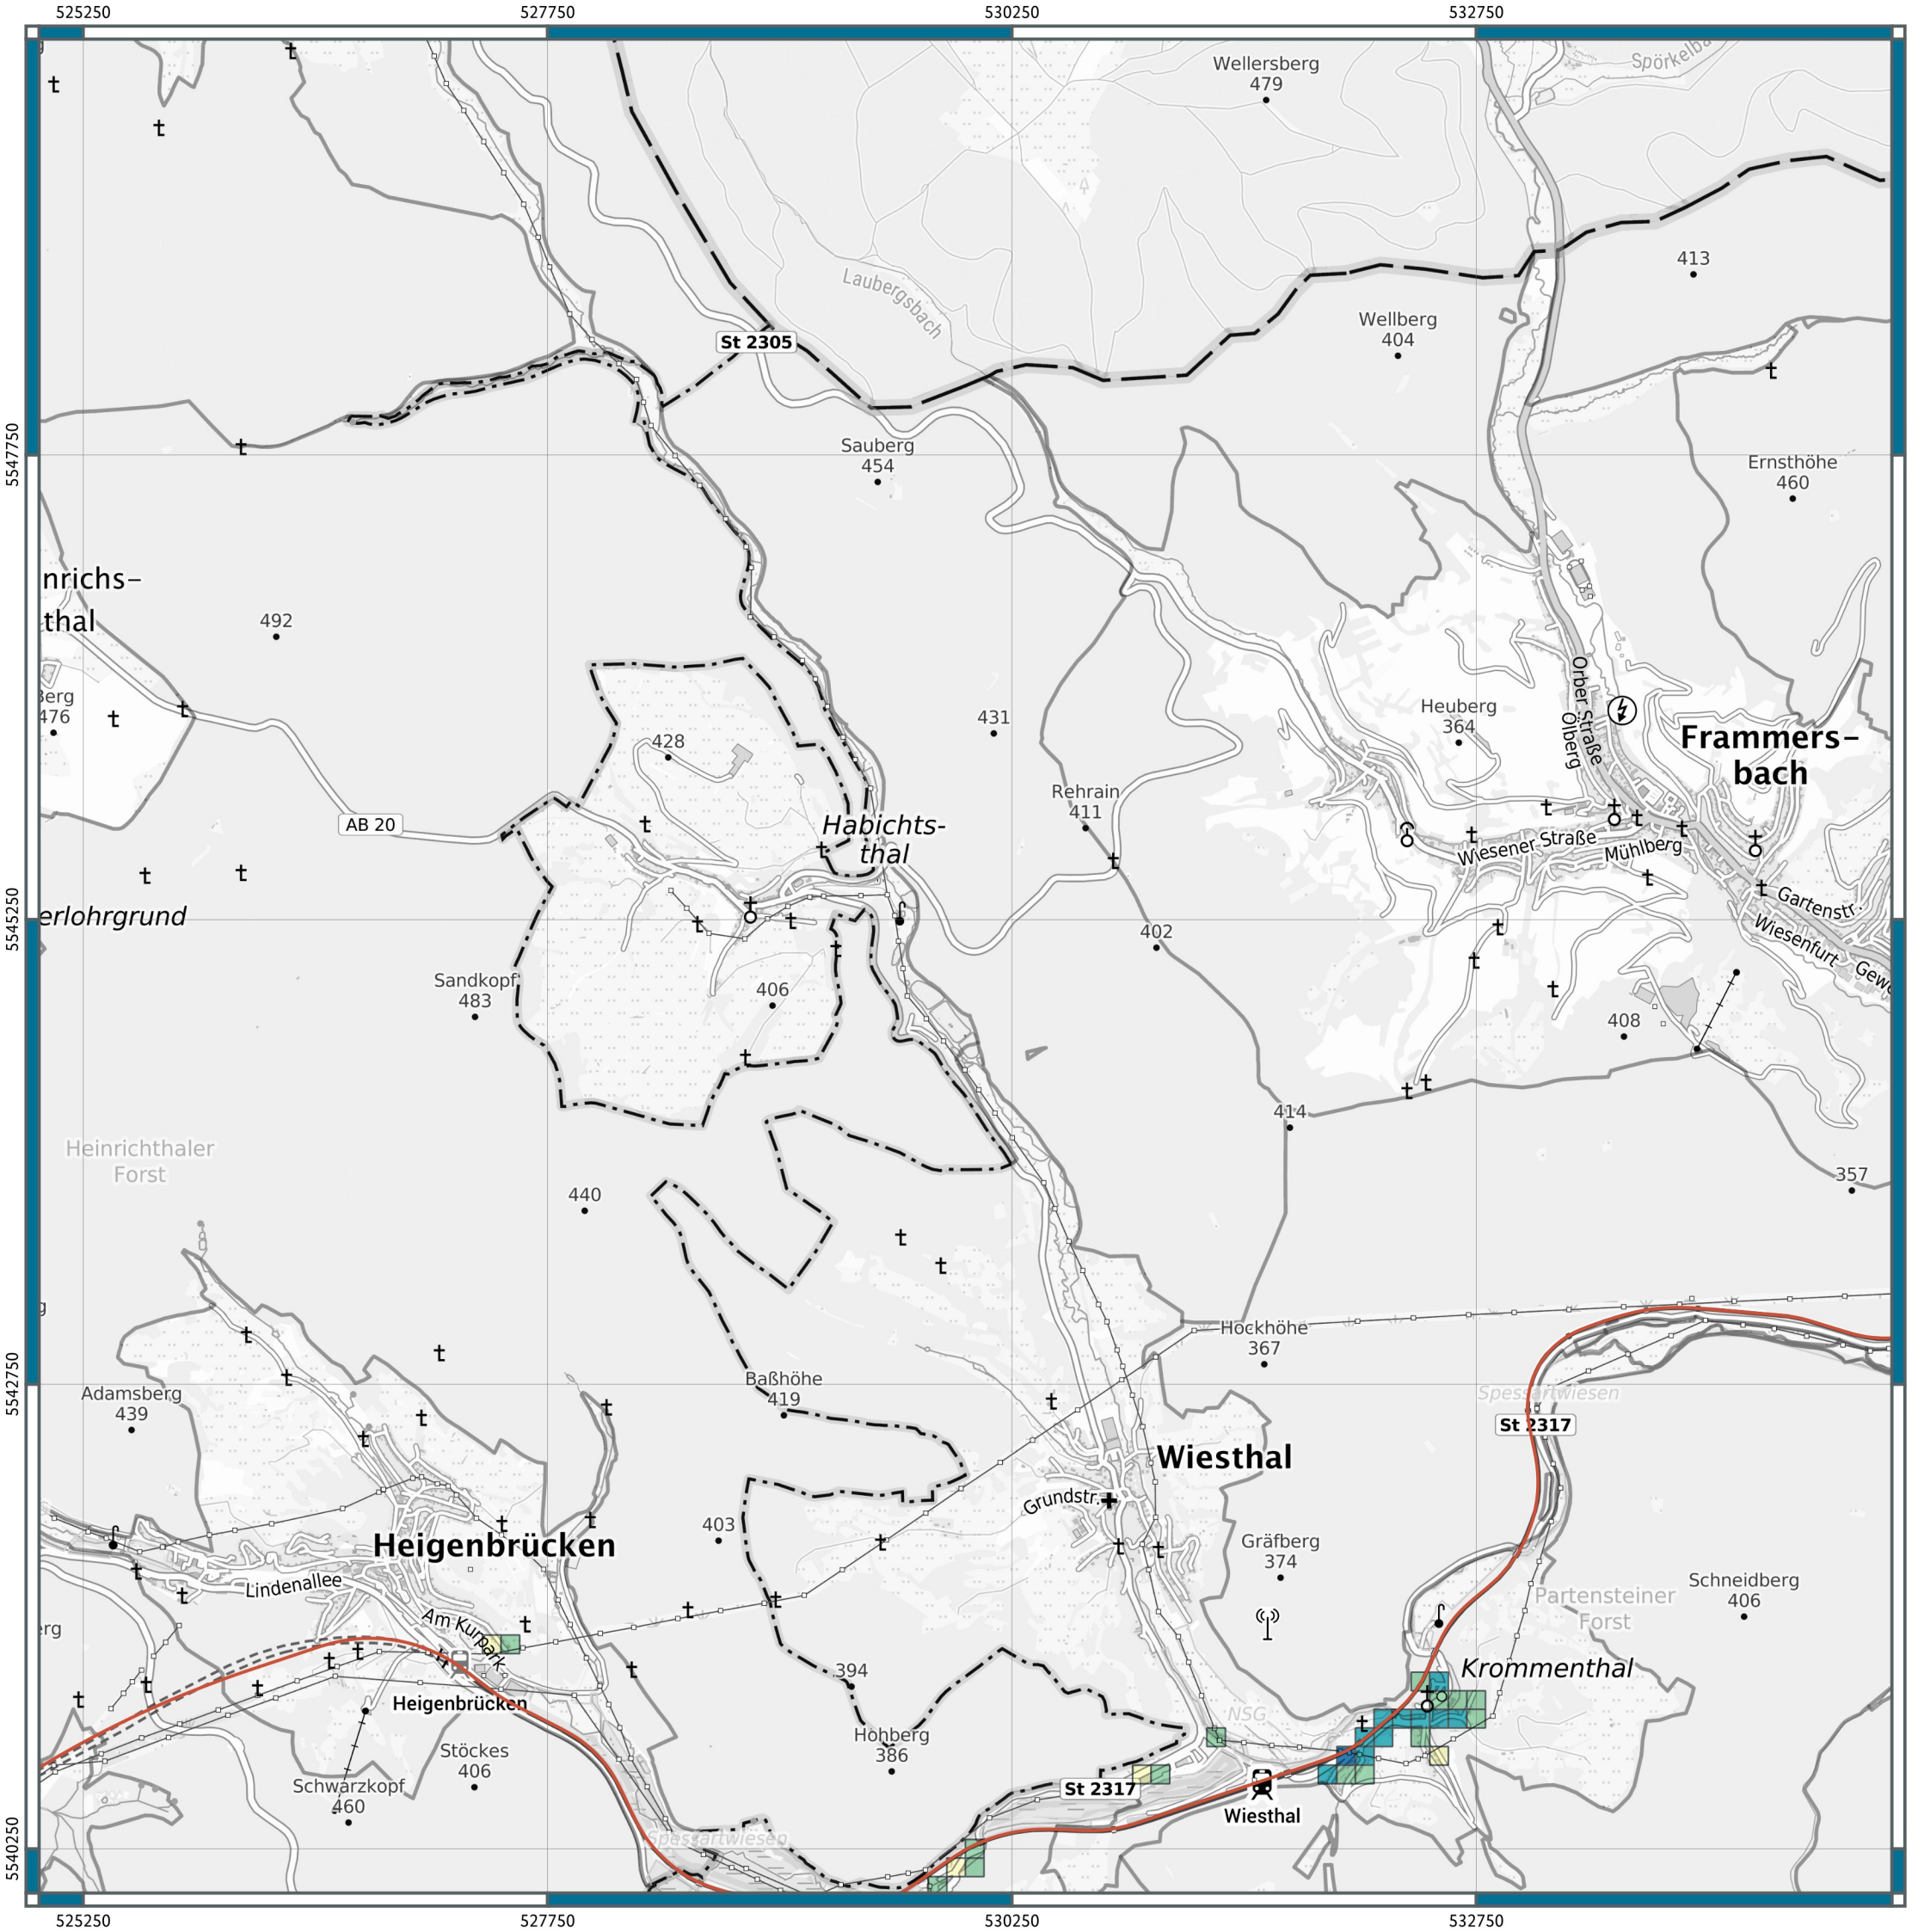 525250 527750 530250 532750
Wellersberg
479
Laubergsbach
413
Wellberg
404
St 2305
5547750
Sauberg
454
Ernsthöhe
460
nrichs-
thal
492
476
431
428
Heuberg
364
Orber Straße
Ölberg
Frammers-
bach
Rehrain
411
AB 20
Habichts-
thal
Wiesener Straße
Mühlberg
Gartenstr.
Wiesenfurt
5545250
erlohrgrund
402
Sandkopf
483
406
408
Heinrichthaler
Forst
414
357
440
Hockhöhe
367
5542750
Adamsberg
439
Baßhöhe
419
Spessartwiesen
St 2317
Wiesthal
Grundstr.
403
Heigenbrücken
Gräfberg
374
Lindenallee
Am Kurpark
Partensteiner
Forst
Schneidberg
406
Krommenthal
394
Heigenbrücken
NSG
Hohberg
386
Stöckes
406
Schwarzkopf
460
St 2317
Wiesthal
Spessartwiesen
5540250
525250 527750 530250 532750